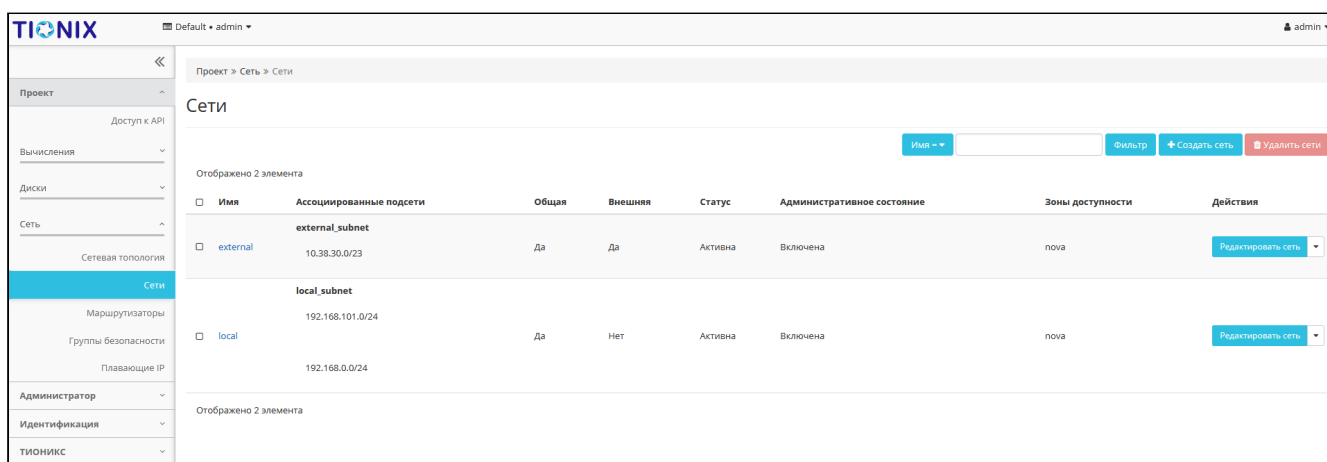 TIONIX
Default • admin
admin
Проект
Доступ к API
Вычисления
Диски
Сеть
Сетевая топология
Сети
Маршрутизаторы
Группы безопасности
Плавающие IP
Администратор
Идентификация
ТИОНИКС
Проект » Сеть » Сети
Сети
Имя =
Фильтр
Создать сеть
Удалить сети
Отображено 2 элемента
Имя Ассоциированные подсети Общая Внешняя Статус Административное состояние Зоны доступности Действия
external_subnet
external 10.38.30.0/23 Да Да Активна Включена nova Редактировать сеть
local_subnet
192.168.101.0/24
local Да Нет Активна Включена nova Редактировать сеть
192.168.0.0/24
Отображено 2 элемента